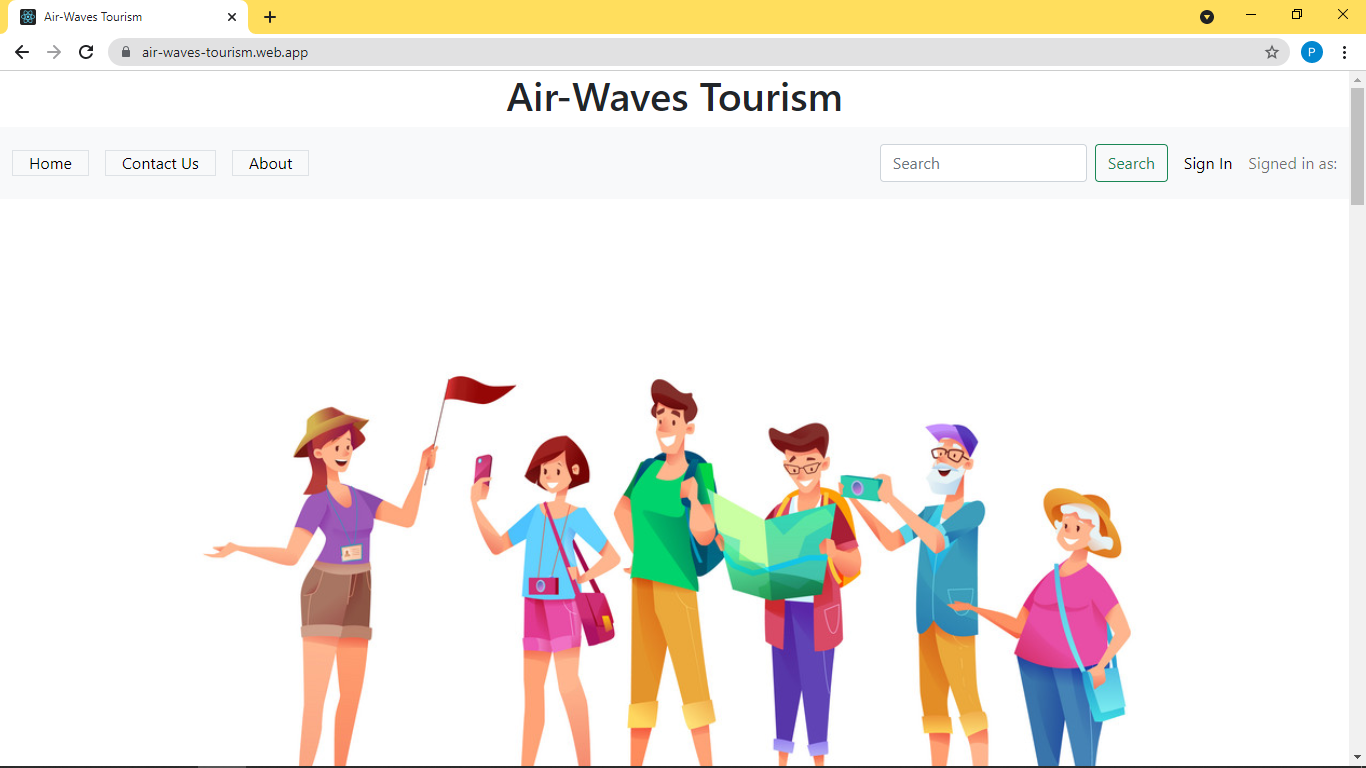 Air-Waves Tourism
air-waves-tourism.web.app
P
Air-Waves Tourism
Home Contact Us About Search Search Sign In Signed in as: